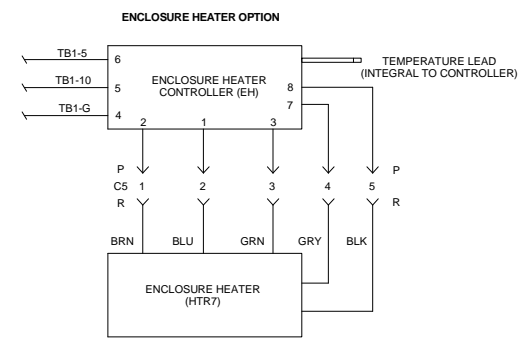 ENCLOSURE HEATER OPTION
TB1-5
TB1-10
TB1-G
6
5
4
ENCLOSURE HEATER
CONTROLLER (EH)
8
7
2
1
3
TEMPERATURE LEAD
(INTEGRAL TO CONTROLLER)
P
P
C5
1
2
3
4
5
R
R
BRN
BLU
GRN
GRY
BLK
ENCLOSURE HEATER
(HTR7)